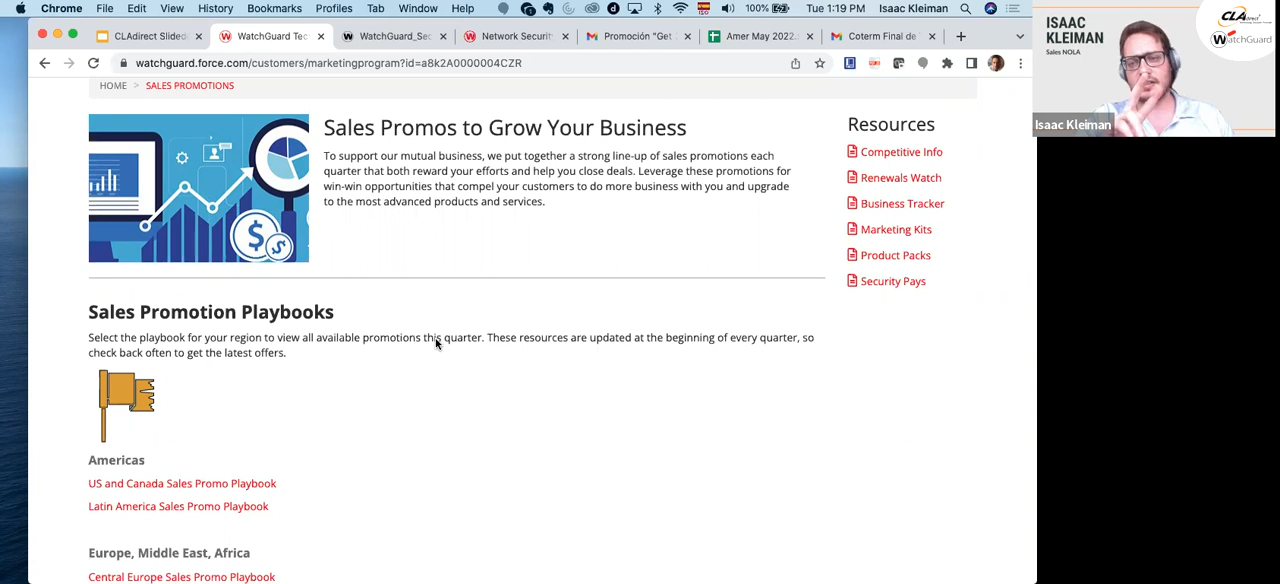 Chrome File Edit View History Bookmarks Profiles Tab Window Help 100% Tue 1:19 PM Isaac Kleiman
CLAdirect Slidedec
WatchGuard Tec
WatchGuard_Sec
Network Securit
Promoción "Get
Amer May 2022.
Coterm Final de
watchguard.force.com/customers/marketingprogram?id=a8k2A0000004CZR
HOME > SALES PROMOTIONS
Sales Promos to Grow Your Business
To support our mutual business, we put together a strong line-up of sales promotions each
quarter that both reward your efforts and help you close deals. Leverage these promotions for
win-win opportunities that compel your customers to do more business with you and upgrade
to the most advanced products and services.
Resources
Competitive Info
Renewals Watch
Business Tracker
Marketing Kits
Product Packs
Security Pays
Sales Promotion Playbooks
Select the playbook for your region to view all available promotions this quarter. These resources are updated at the beginning of every quarter, so
check back often to get the latest offers.
Americas
US and Canada Sales Promo Playbook
Latin America Sales Promo Playbook
Europe, Middle East, Africa
Central Europe Sales Promo Playbook
ISAAC
KLEIMAN
Sales NOLA
CLAdirect
WatchGuard
Isaac Kleiman